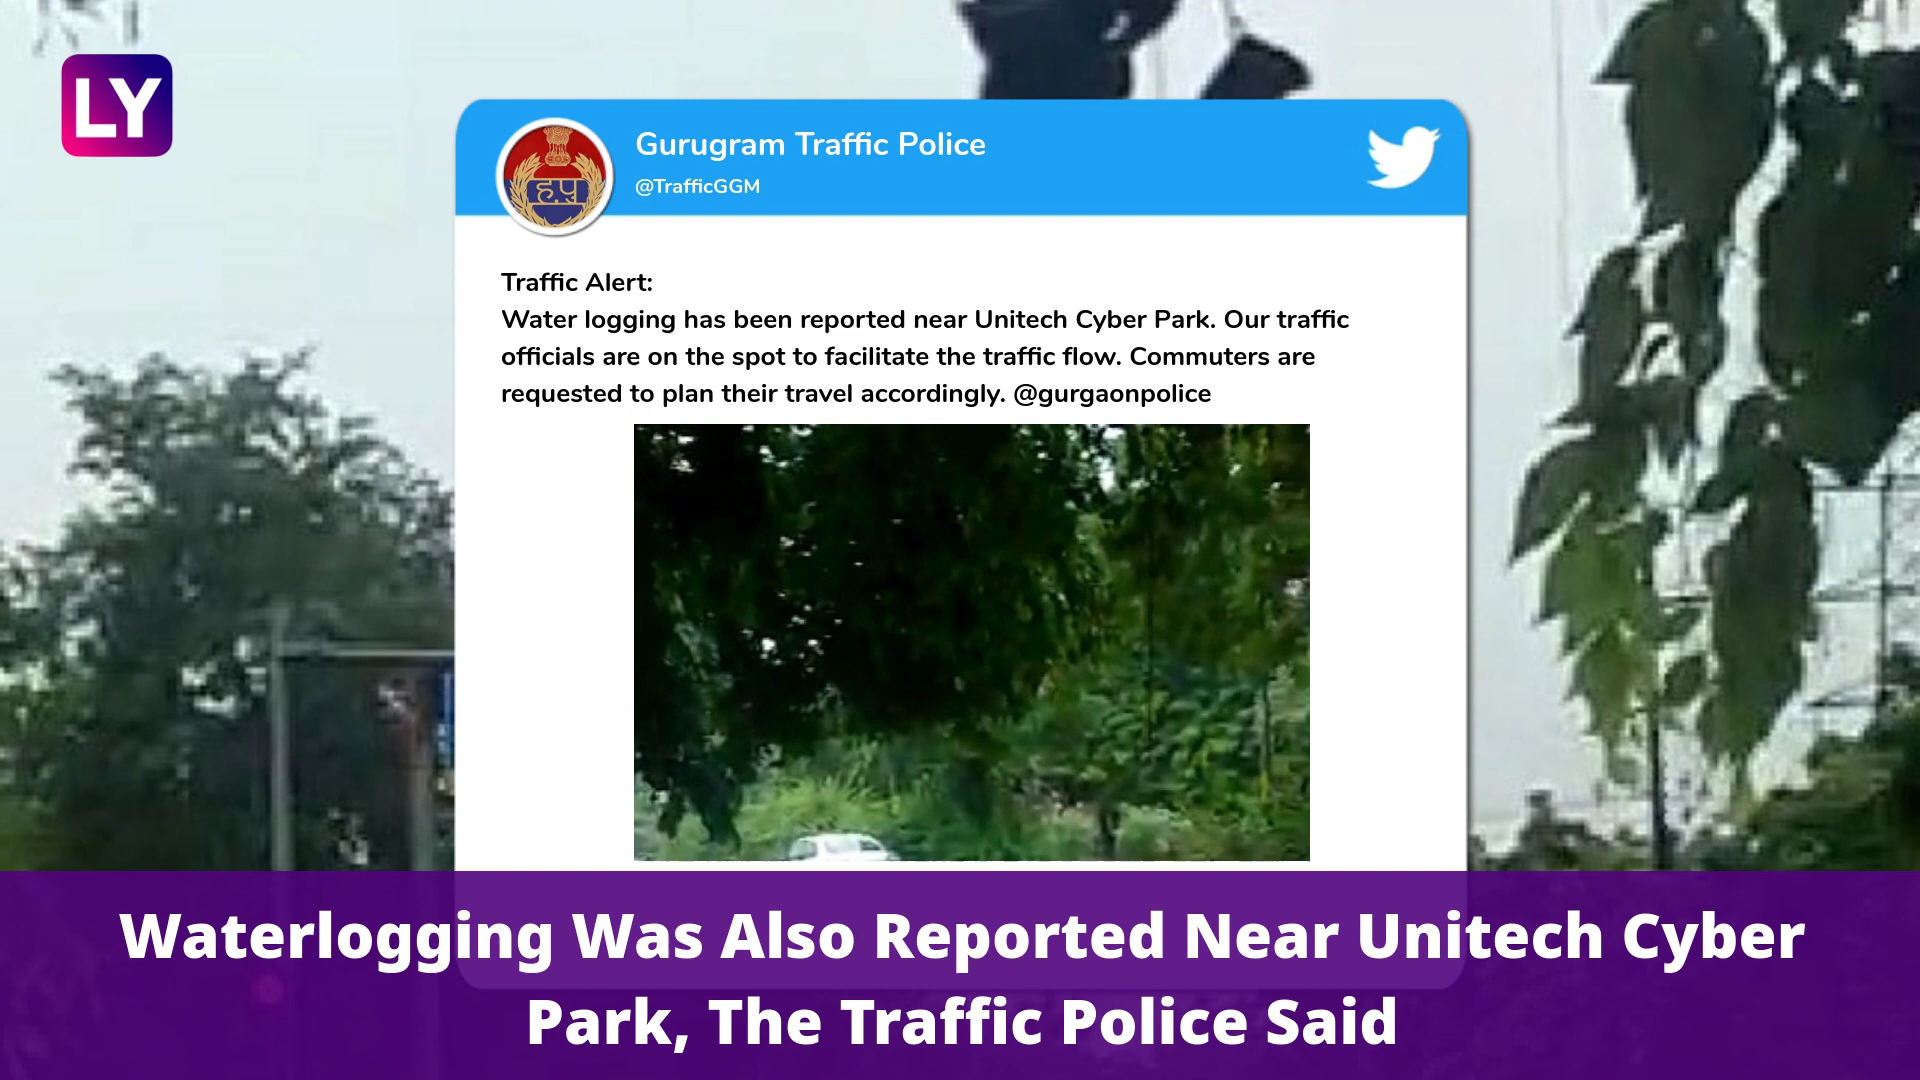 LY
Gurugram Traffic Police
@TrafficGGM
ह.पु
Traffic Alert:
Water logging has been reported near Unitech Cyber Park. Our traffic
officials are on the spot to facilitate the traffic flow. Commuters are
requested to plan their travel accordingly. @gurgaonpolice
Waterlogging Was Also Reported Near Unitech Cyber
Park, The Traffic Police Said